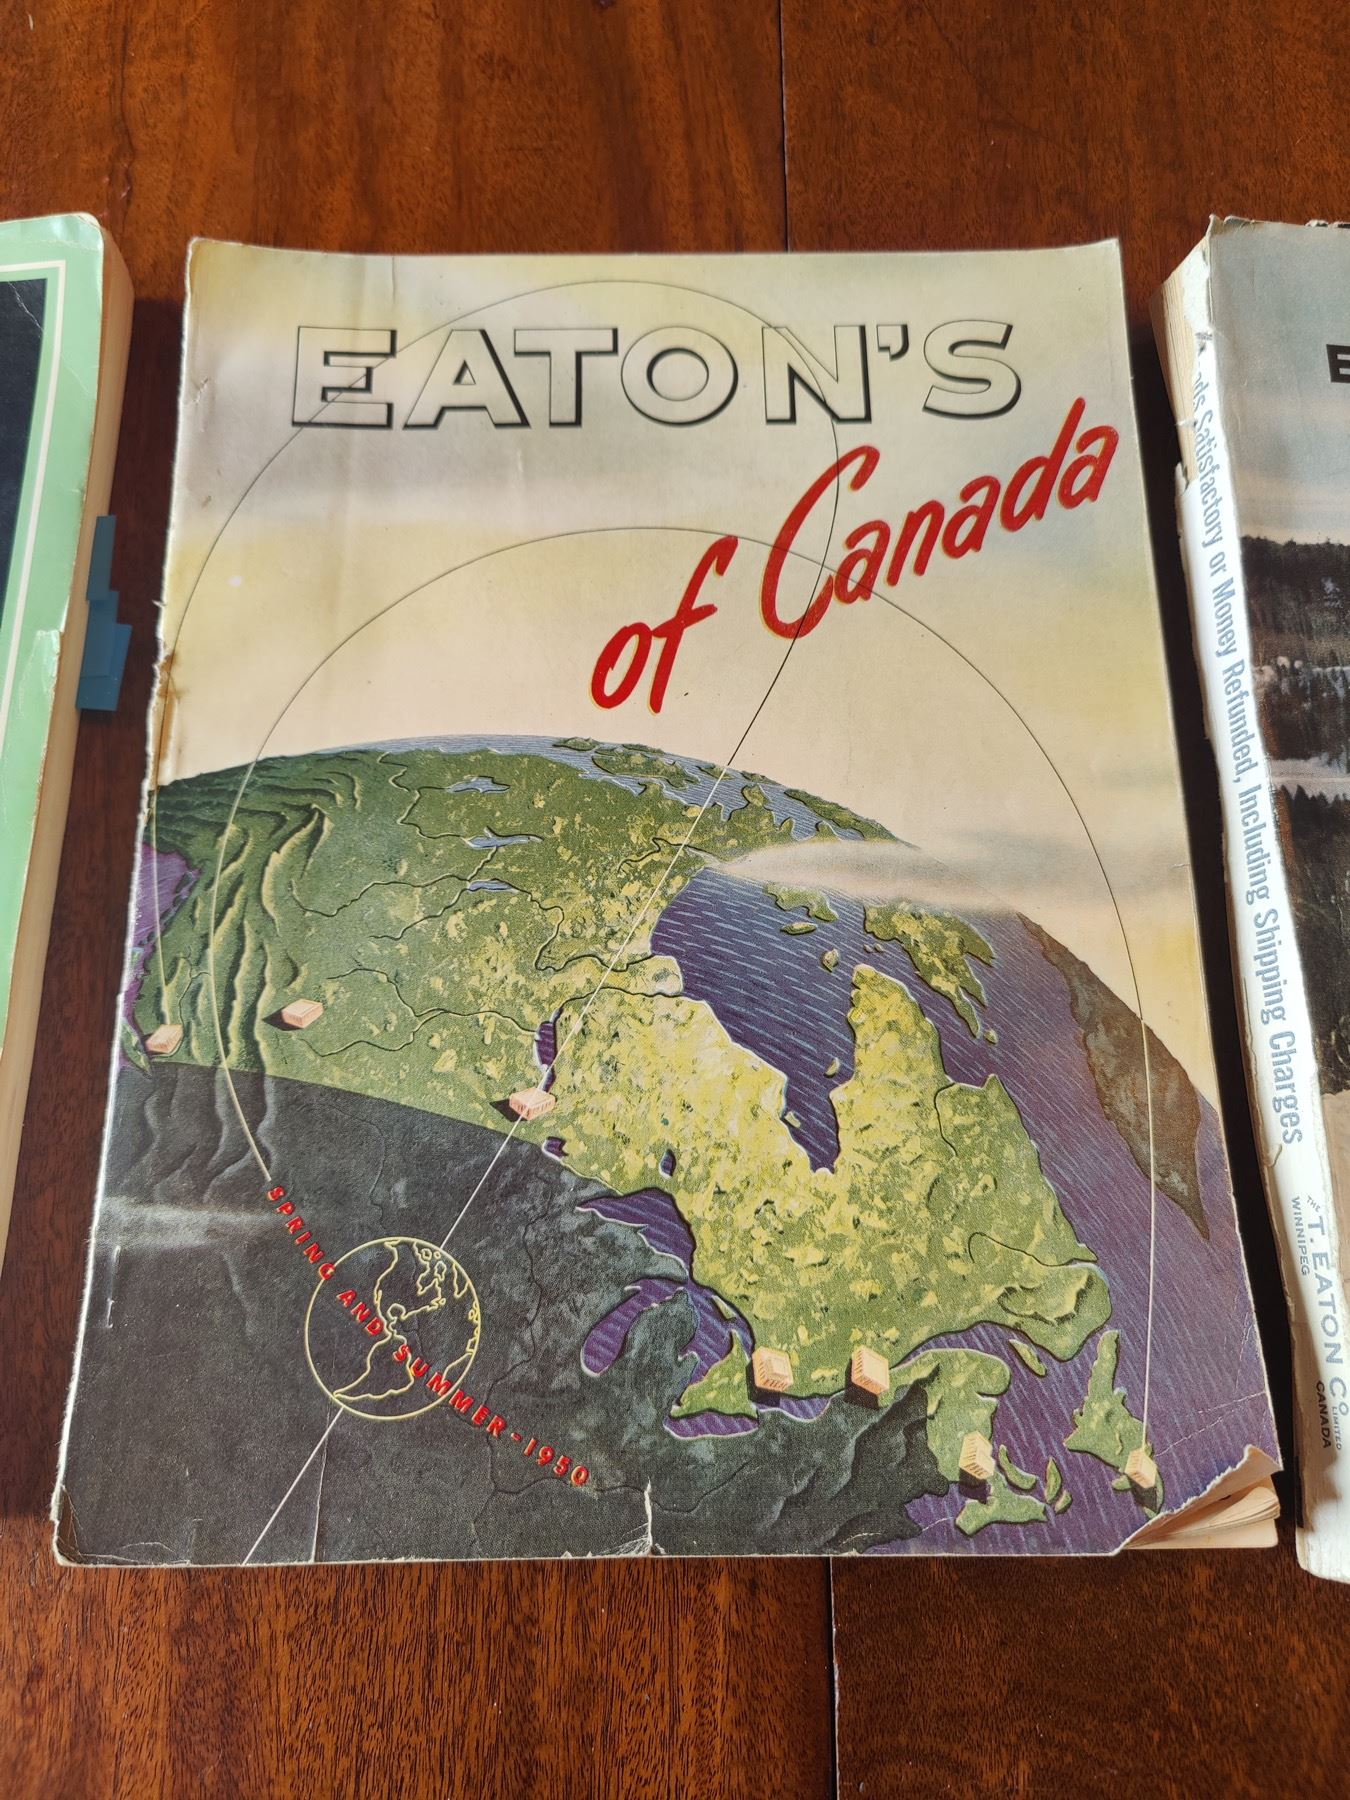 EATON'S
of Canada
SPRING AND SUMMER-1950
Satisfactory or Money Refunded, Including Shipping Charges
THE T. EATON CO LIMITED
WINNIPEG CANADA
E